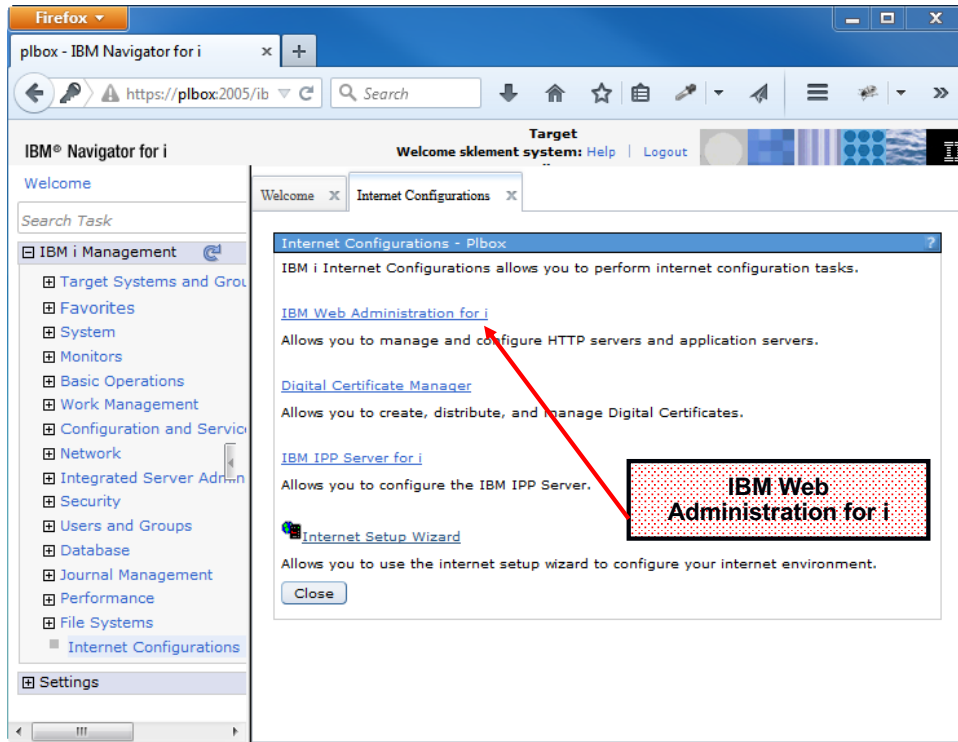 Firefox
plbox - IBM Navigator for i
https://plbox:2005/ib
Search
IBM® Navigator for i
Target
Welcome sklement system: Help | Logout
Welcome
Search Task
IBM i Management
Target Systems and Grou
Favorites
System
Monitors
Basic Operations
Work Management
Configuration and Servic
Network
Integrated Server Admin
Security
Users and Groups
Database
Journal Management
Performance
File Systems
Internet Configurations
Settings
Welcome X Internet Configurations X
Internet Configurations - Plbox ?
IBM i Internet Configurations allows you to perform internet configuration tasks.
IBM Web Administration for i
Allows you to manage and configure HTTP servers and application servers.
Digital Certificate Manager
Allows you to create, distribute, and manage Digital Certificates.
IBM IPP Server for i
Allows you to configure the IBM IPP Server.
IBM Web
Administration for i
Internet Setup Wizard
Allows you to use the internet setup wizard to configure your internet environment.
Close